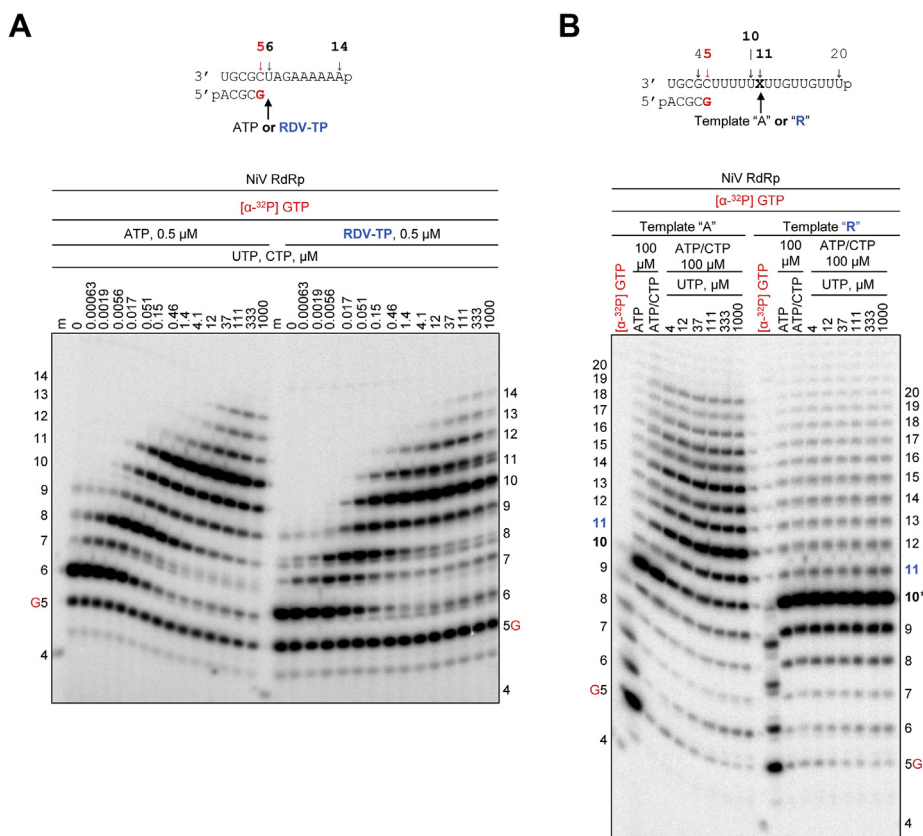 A
56 14
3' UGCGCUAGAAAAAAp
5'pACGCG
ATP or RDV-TP
NiV RdRp
[α-³²P] GTP
ATP, 0.5 µM RDV-TP, 0.5 µM
UTP, CTP, µM
m 0 0.00063 0.0019 0.0056 0.017 0.051 0.15 0.46 1.4 4.1 12 37 111 333 1000 m 0 0.00063 0.0019 0.0056 0.017 0.051 0.15 0.46 1.4 4.1 12 37 111 333 100
14
13
12
11
10
9
8
7
6
G5
4
14
13
12
11
10
9
8
7
6
5G
4
B
10
4 5 11 20
3' UGCGCUUUUUXUUGUUGUUUp
5'pACGCG
Template “A” or “R”
NiV RdRp
[α-³²P] GTP
Template “A” Template “R”
100 µM ATP/CTP 100 µM 100 µM ATP/CTP 100 µM
UTP, µM UTP, µM
[α-³²P] GTP ATP ATP/CTP 4 12 37 111 333 1000 [α-³²P] GTP ATP ATP/CTP 4 12 37 111 333 1000
20
19
18
17
16
15
14
13
12
11
10
9
8
7
6
G5
4
20
19
18
17
16
15
14
13
12
11
10*
9
8
7
6
5G
4